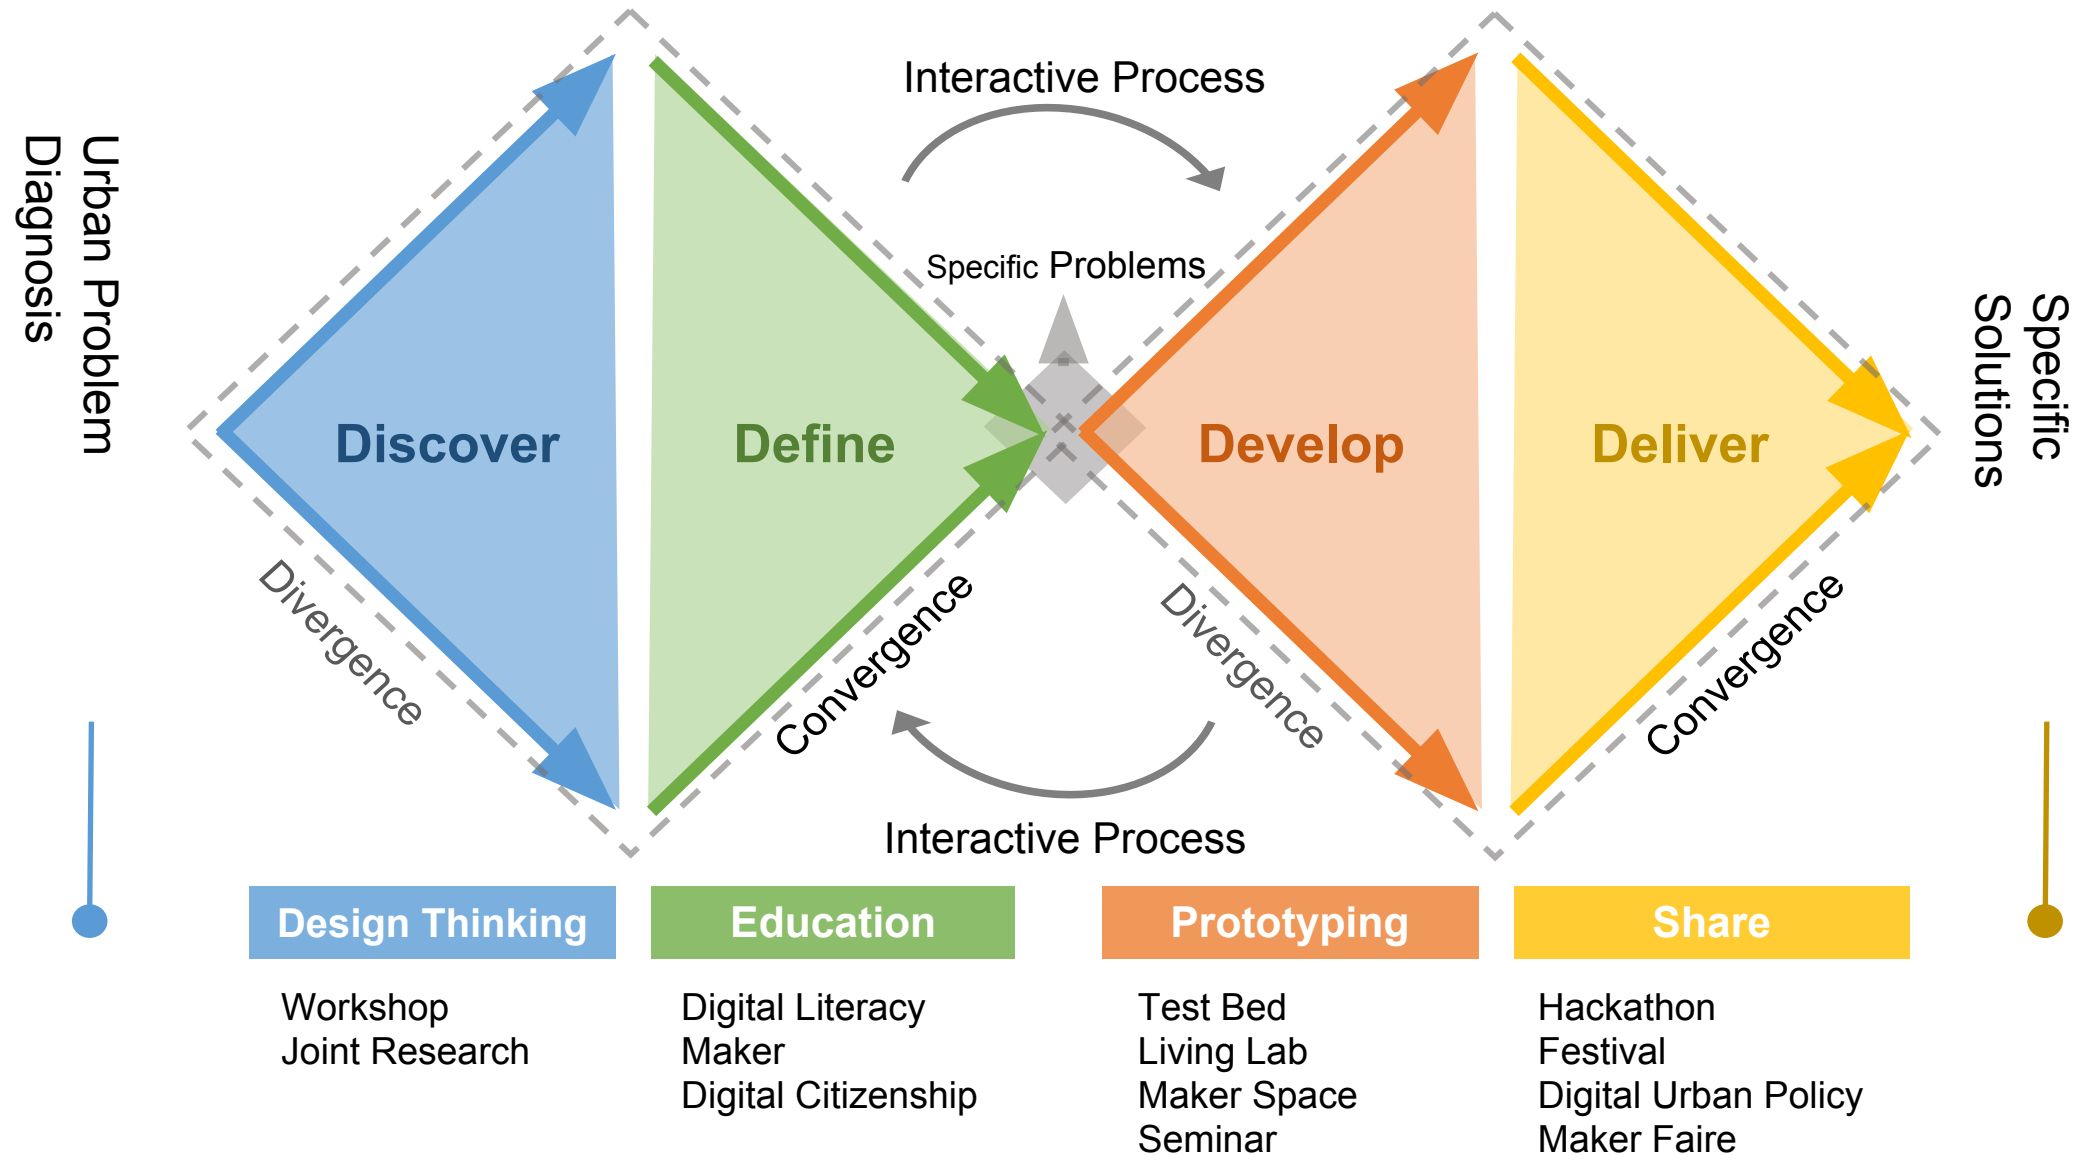 Interactive Process
Urban Problem
Diagnosis
Specific Problems
Specific
Solutions
Discover
Define
Develop
Deliver
Divergence
Convergence
Divergence
Convergence
Interactive Process
Design Thinking
Workshop
Joint Research
Education
Digital Literacy
Maker
Digital Citizenship
Prototyping
Test Bed
Living Lab
Maker Space
Seminar
Share
Hackathon
Festival
Digital Urban Policy
Maker Faire